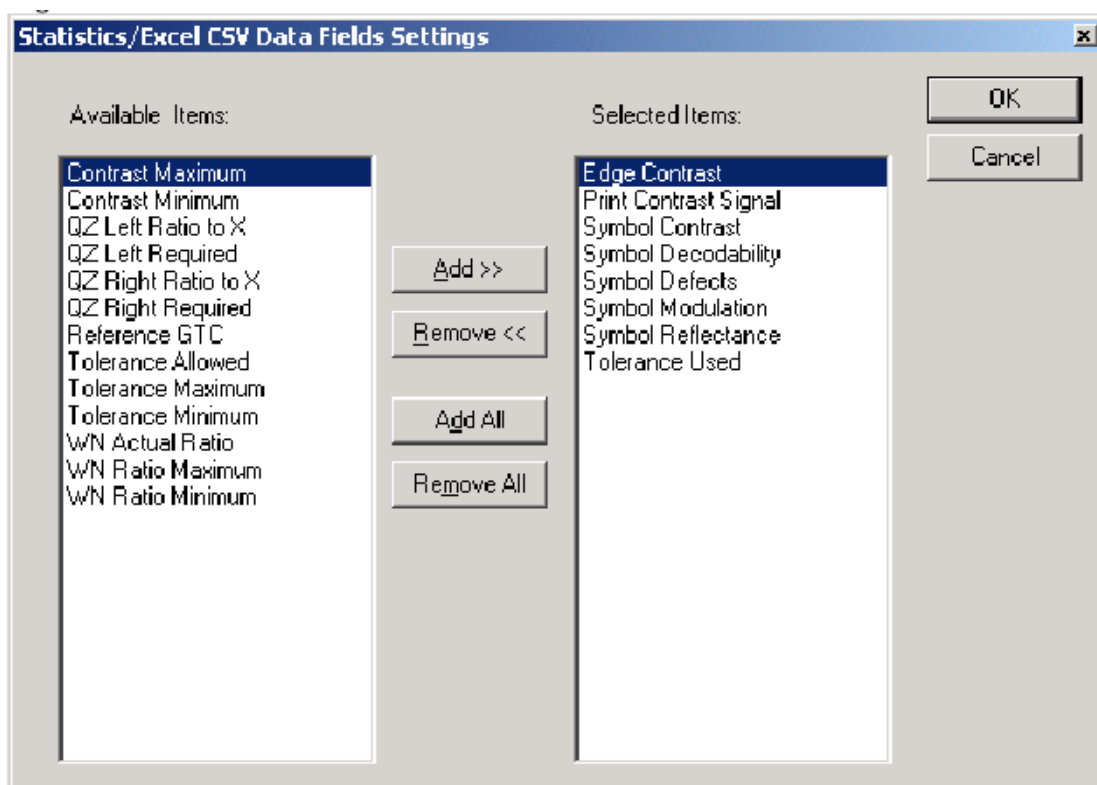 Statistics/Excel CSV Data Fields Settings
Available Items:
Contrast Maximum
Contrast Minimum
QZ Left Ratio to X
QZ Left Required
QZ Right Ratio to X
QZ Right Required
Reference GTC
Tolerance Allowed
Tolerance Maximum
Tolerance Minimum
WN Actual Ratio
WN Ratio Maximum
WN Ratio Minimum
Add >>
Remove <<
Add All
Remove All
Selected Items:
Edge Contrast
Print Contrast Signal
Symbol Contrast
Symbol Decodability
Symbol Defects
Symbol Modulation
Symbol Reflectance
Tolerance Used
OK
Cancel